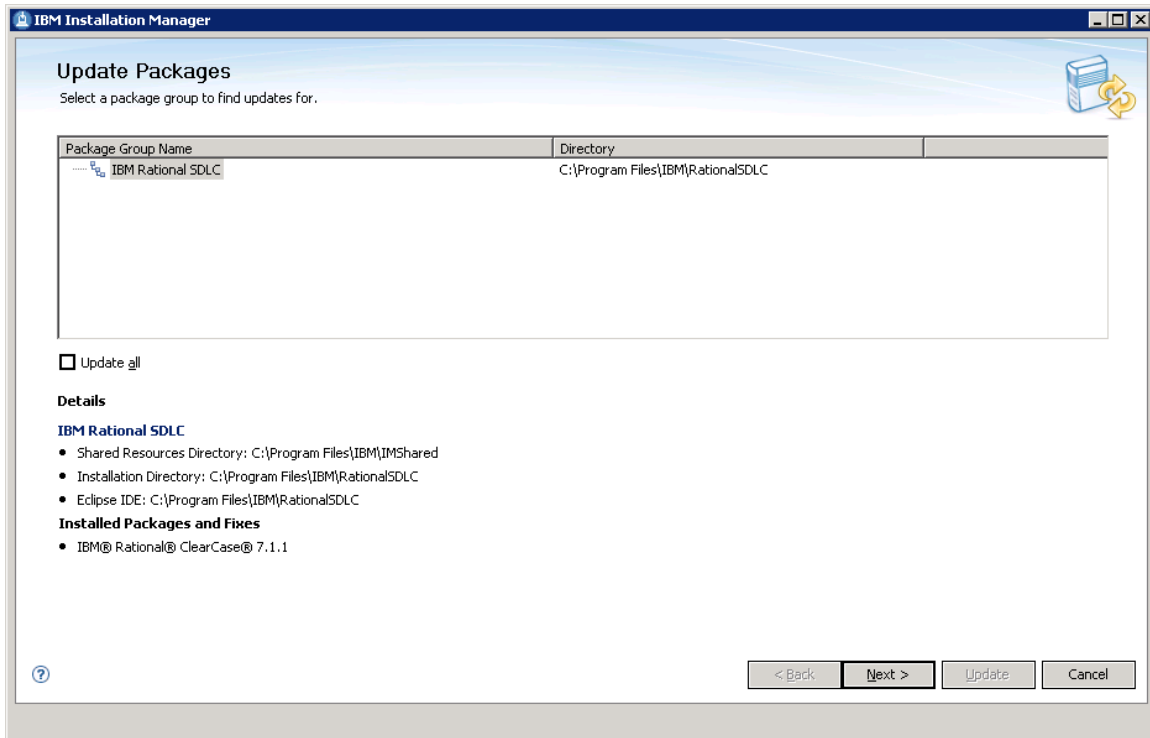 IBM Installation Manager
Update Packages
Select a package group to find updates for.
Package Group Name Directory
IBM Rational SDLC C:\Program Files\IBM\RationalSDLC
Update all
Details
IBM Rational SDLC
• Shared Resources Directory: C:\Program Files\IBM\IMShared
• Installation Directory: C:\Program Files\IBM\RationalSDLC
• Eclipse IDE: C:\Program Files\IBM\RationalSDLC
Installed Packages and Fixes
• IBM® Rational® ClearCase® 7.1.1
? < Back Next > Update Cancel